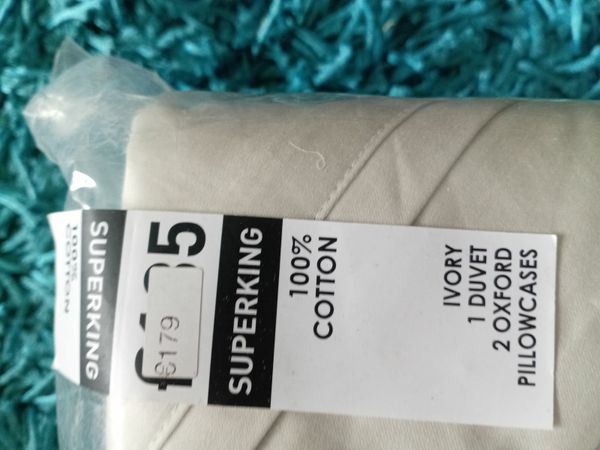 SUPERKING
100%
COTTON
SUPERKING
100%
COTTON
IVORY
1 DUVET
2 OXFORD
PILLOWCASES